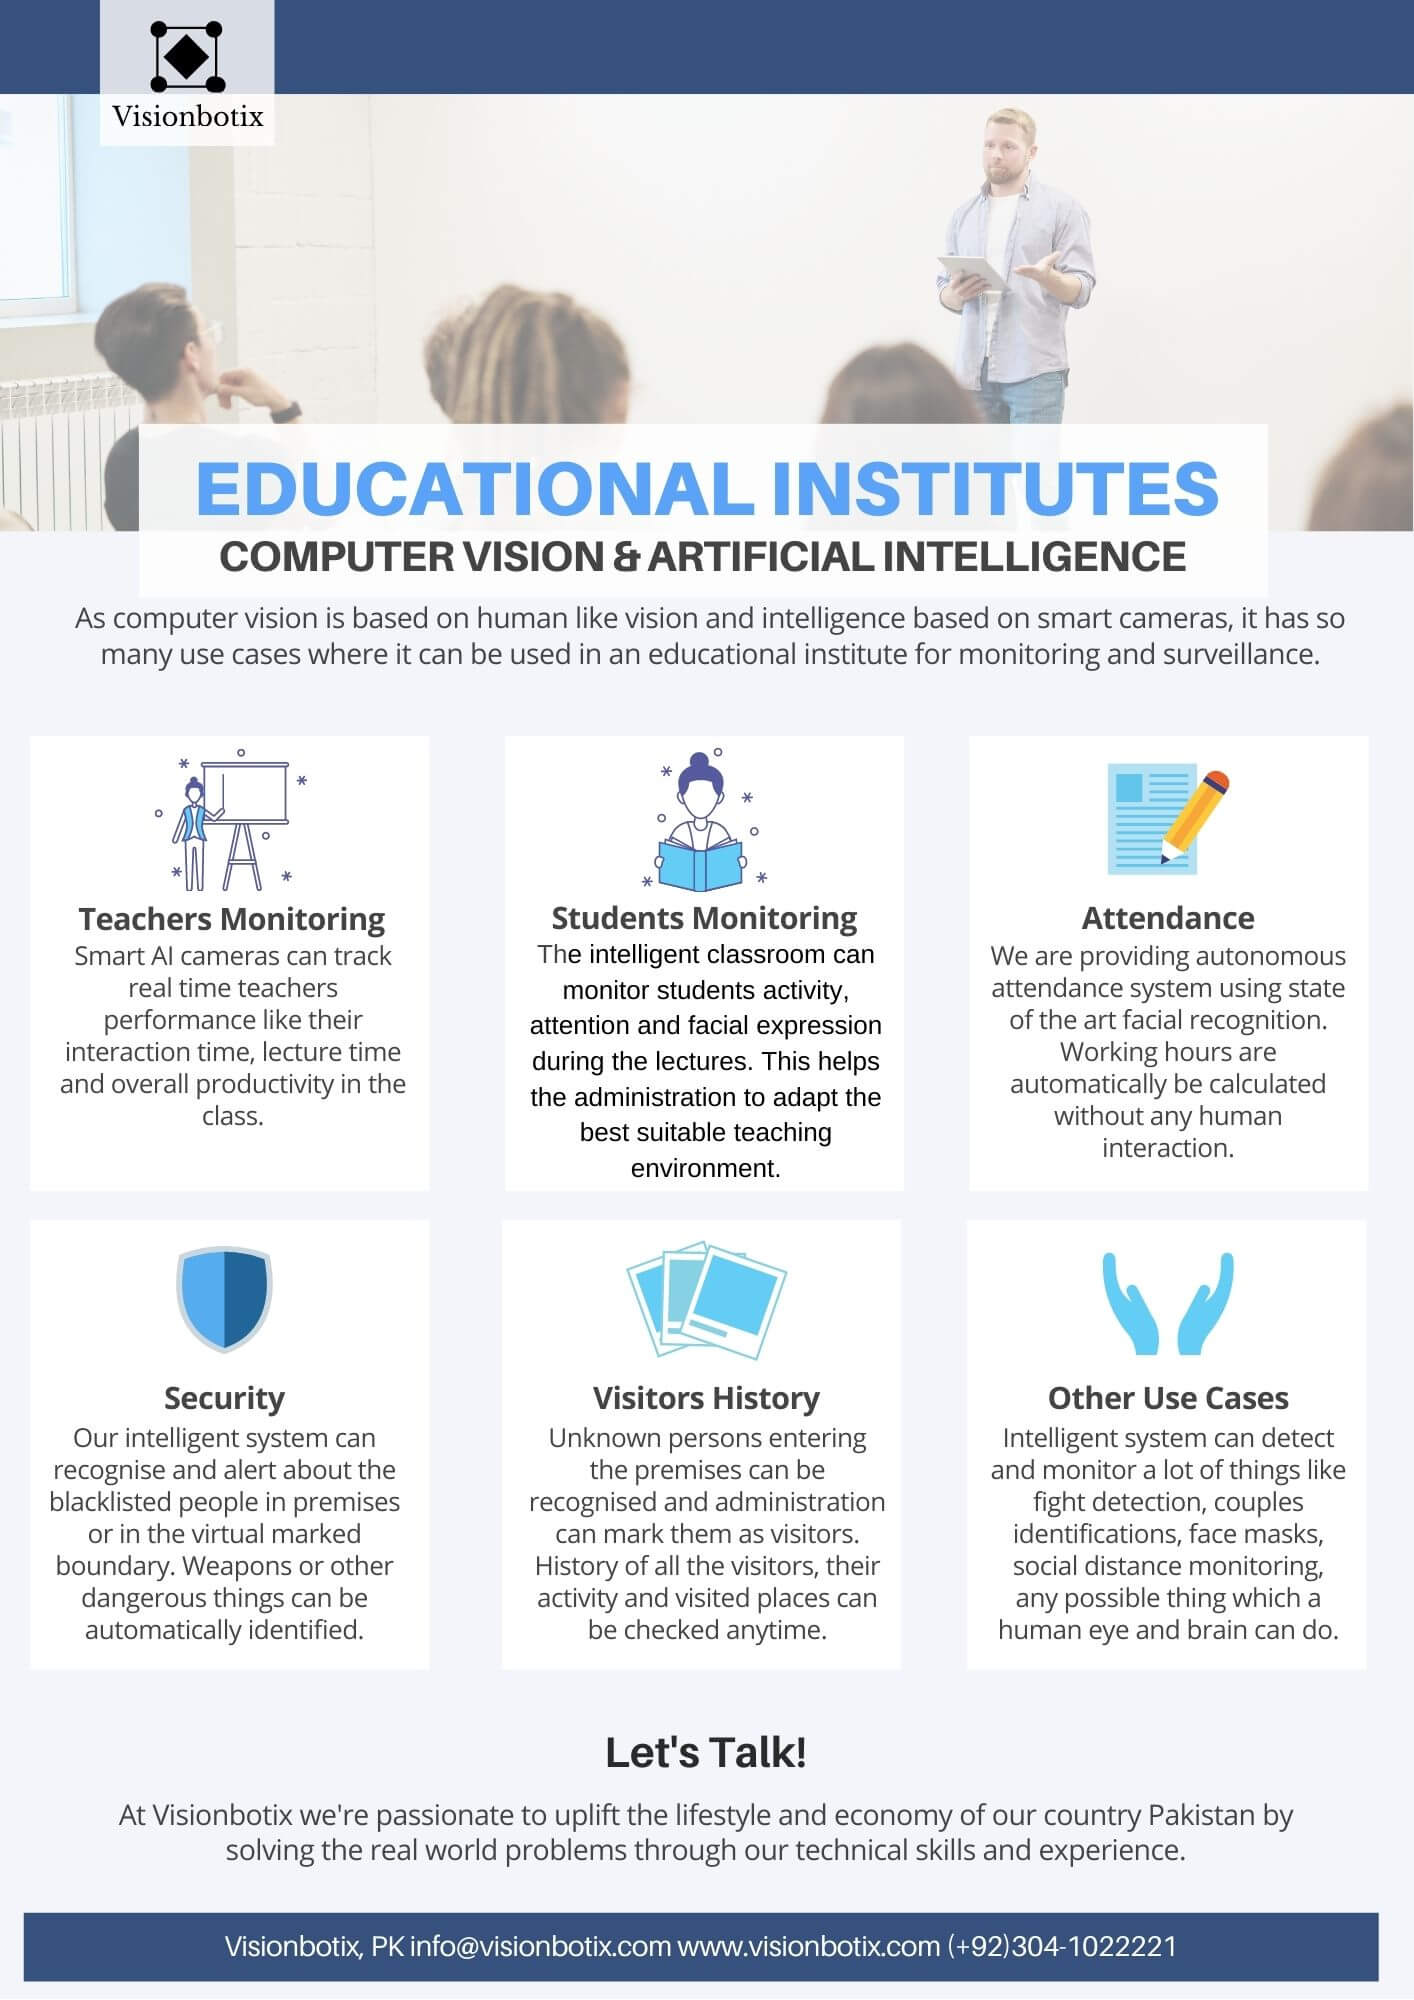 Visionbotix
EDUCATIONAL INSTITUTES
COMPUTER VISION & ARTIFICIAL INTELLIGENCE
As computer vision is based on human like vision and intelligence based on smart cameras, it has so
many use cases where it can be used in an educational institute for monitoring and surveillance.
Teachers Monitoring
Smart AI cameras can track
real time teachers
performance like their
interaction time, lecture time
and overall productivity in the
class.
Students Monitoring
The intelligent classroom can
monitor students activity,
attention and facial expression
during the lectures. This helps
the administration to adapt the
best suitable teaching
environment.
Attendance
We are providing autonomous
attendance system using state
of the art facial recognition.
Working hours are
automatically be calculated
without any human
interaction.
Security
Our intelligent system can
recognise and alert about the
blacklisted people in premises
or in the virtual marked
boundary. Weapons or other
dangerous things can be
automatically identified.
Visitors History
Unknown persons entering
the premises can be
recognised and administration
can mark them as visitors.
History of all the visitors, their
activity and visited places can
be checked anytime.
Other Use Cases
Intelligent system can detect
and monitor a lot of things like
fight detection, couples
identifications, face masks,
social distance monitoring,
any possible thing which a
human eye and brain can do.
Let's Talk!
At Visionbotix we're passionate to uplift the lifestyle and economy of our country Pakistan by
solving the real world problems through our technical skills and experience.
Visionbotix, PK info@visionbotix.com www.visionbotix.com (+92)304-1022221